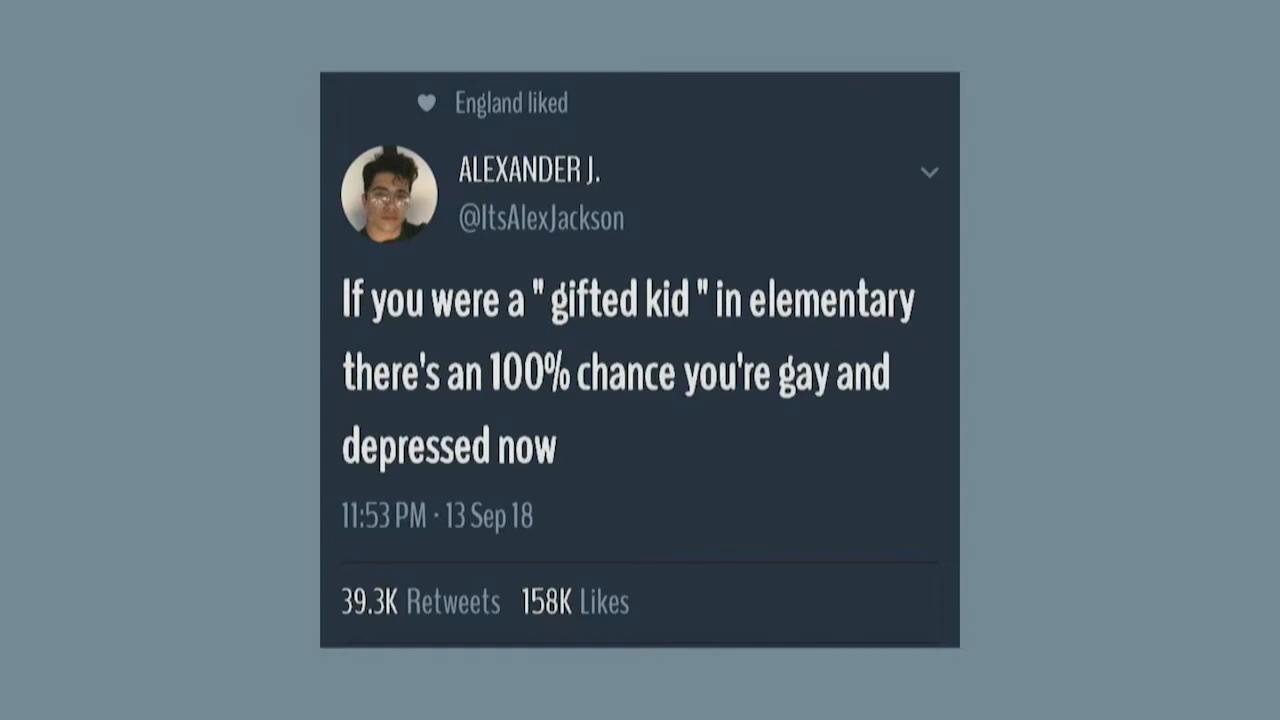 England liked
ALEXANDER J.
@ItsAlexJackson
If you were a " gifted kid " in elementary
there's an 100% chance you're gay and
depressed now
11:53 PM · 13 Sep 18
39.3K Retweets 158K Likes